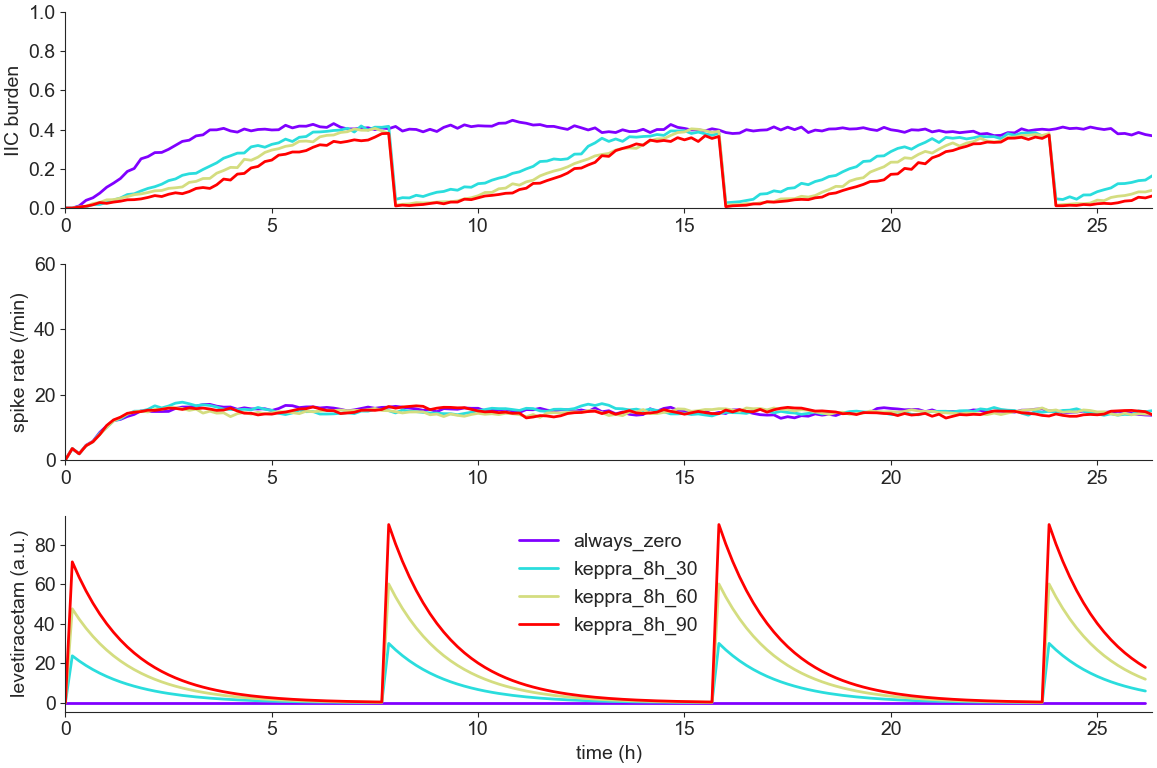 1.0
0.8
0.6
0.4
0.2
0.0
IIC burden
0 5 10 15 20 25
60
40
20
0
spike rate (/min)
0 5 10 15 20 25
80
60
40
20
0
levetiracetam (a.u.)
always_zero
keppra_8h_30
keppra_8h_60
keppra_8h_90
0 5 10 15 20 25
time (h)